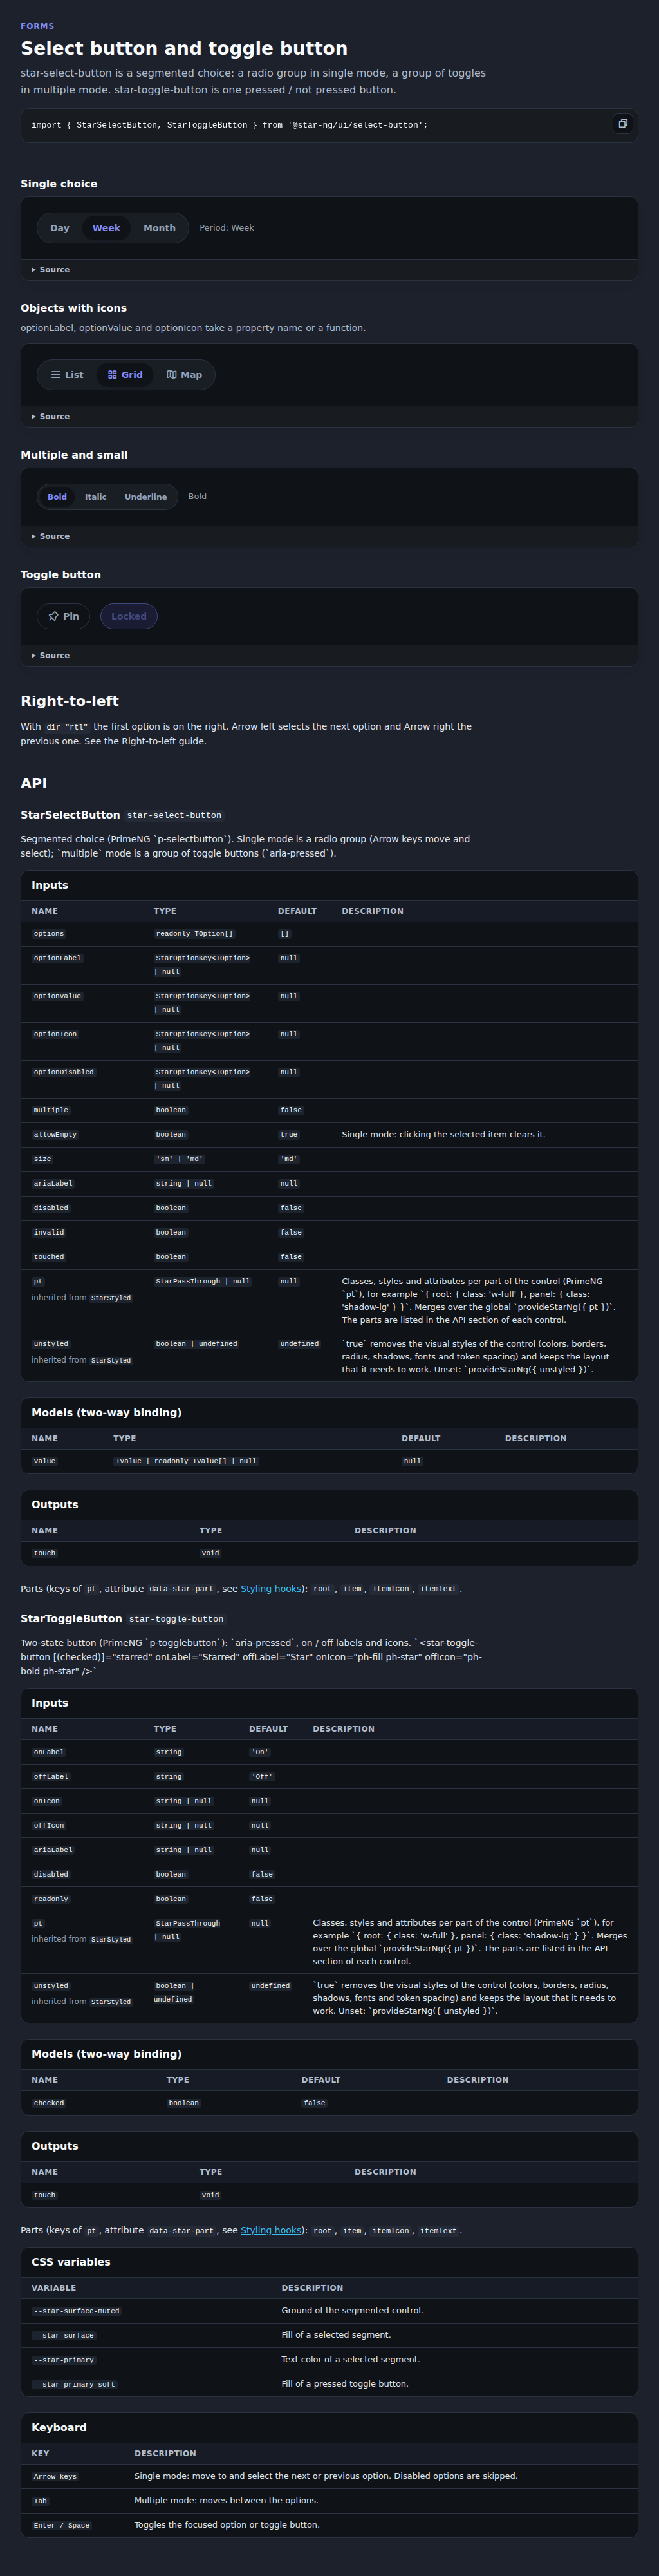 FORMS
Select button and toggle button
star-select-button is a segmented choice: a radio group in single mode, a group of toggles
in multiple mode. star-toggle-button is one pressed / not pressed button.
import { StarSelectButton, StarToggleButton } from '@star-ng/ui/select-button';
Single choice
Day Week Month Period: Week
Source
Objects with icons
optionLabel, optionValue and optionIcon take a property name or a function.
List Grid Map
Source
Multiple and small
Bold Italic Underline Bold
Source
Toggle button
Pin Locked
Source
Right-to-left
With dir="rtl" the first option is on the right. Arrow left selects the next option and Arrow right the
previous one. See the Right-to-left guide.
API
StarSelectButton star-select-button
Segmented choice (PrimeNG `p-selectbutton`). Single mode is a radio group (Arrow keys move and
select); `multiple` mode is a group of toggle buttons (`aria-pressed`).
Inputs
NAME TYPE DEFAULT DESCRIPTION
options readonly TOption[] []
optionLabel StarOptionKey<TOption> null
| null
optionValue StarOptionKey<TOption> null
| null
optionIcon StarOptionKey<TOption> null
| null
optionDisabled StarOptionKey<TOption> null
| null
multiple boolean false
allowEmpty boolean true Single mode: clicking the selected item clears it.
size 'sm' | 'md' 'md'
ariaLabel string | null null
disabled boolean false
invalid boolean false
touched boolean false
pt StarPassThrough | null null Classes, styles and attributes per part of the control (PrimeNG
inherited from StarStyled `pt`), for example `{ root: { class: 'w-full' }, panel: { class:
'shadow-lg' } }`. Merges over the global `provideStarNg({ pt })`.
The parts are listed in the API section of each control.
unstyled boolean | undefined undefined `true` removes the visual styles of the control (colors, borders,
inherited from StarStyled radius, shadows, fonts and token spacing) and keeps the layout
that it needs to work. Unset: `provideStarNg({ unstyled })`.
Models (two-way binding)
NAME TYPE DEFAULT DESCRIPTION
value TValue | readonly TValue[] | null null
Outputs
NAME TYPE DESCRIPTION
touch void
Parts (keys of pt, attribute data-star-part, see Styling hooks): root, item, itemIcon, itemText.
StarToggleButton star-toggle-button
Two-state button (PrimeNG `p-togglebutton`): `aria-pressed`, on / off labels and icons. `<star-toggle-
button [(checked)]="starred" onLabel="Starred" offLabel="Star" onIcon="ph-fill ph-star" offIcon="ph-
bold ph-star" />`
Inputs
NAME TYPE DEFAULT DESCRIPTION
onLabel string 'On'
offLabel string 'Off'
onIcon string | null null
offIcon string | null null
ariaLabel string | null null
disabled boolean false
readonly boolean false
pt StarPassThrough null Classes, styles and attributes per part of the control (PrimeNG `pt`), for
inherited from StarStyled | null example `{ root: { class: 'w-full' }, panel: { class: 'shadow-lg' } }`. Merges
over the global `provideStarNg({ pt })`. The parts are listed in the API
section of each control.
unstyled boolean | undefined `true` removes the visual styles of the control (colors, borders, radius,
inherited from StarStyled undefined shadows, fonts and token spacing) and keeps the layout that it needs to
work. Unset: `provideStarNg({ unstyled })`.
Models (two-way binding)
NAME TYPE DEFAULT DESCRIPTION
checked boolean false
Outputs
NAME TYPE DESCRIPTION
touch void
Parts (keys of pt, attribute data-star-part, see Styling hooks): root, item, itemIcon, itemText.
CSS variables
VARIABLE DESCRIPTION
--star-surface-muted Ground of the segmented control.
--star-surface Fill of a selected segment.
--star-primary Text color of a selected segment.
--star-primary-soft Fill of a pressed toggle button.
Keyboard
KEY DESCRIPTION
Arrow keys Single mode: move to and select the next or previous option. Disabled options are skipped.
Tab Multiple mode: moves between the options.
Enter / Space Toggles the focused option or toggle button.